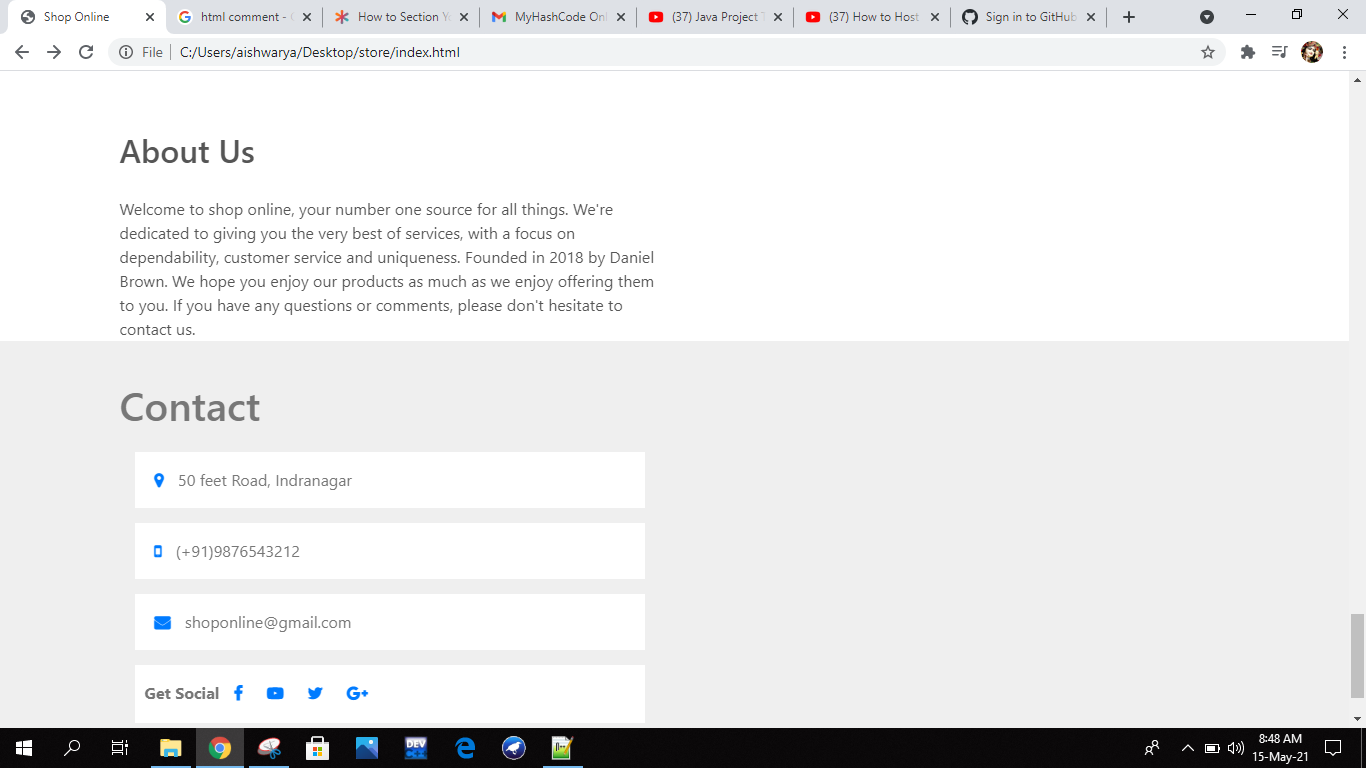 Shop Online
html comment -
How to Section Yo
MyHashCode Onl
(37) Java Project T
(37) How to Host
Sign in to GitHub
File
C:/Users/aishwarya/Desktop/store/index.html
About Us
Welcome to shop online, your number one source for all things. We're
dedicated to giving you the very best of services, with a focus on
dependability, customer service and uniqueness. Founded in 2018 by Daniel
Brown. We hope you enjoy our products as much as we enjoy offering them
to you. If you have any questions or comments, please don't hesitate to
contact us.
Contact
50 feet Road, Indranagar
(+91)9876543212
shoponline@gmail.com
Get Social
DEV
8:48 AM
15-May-21